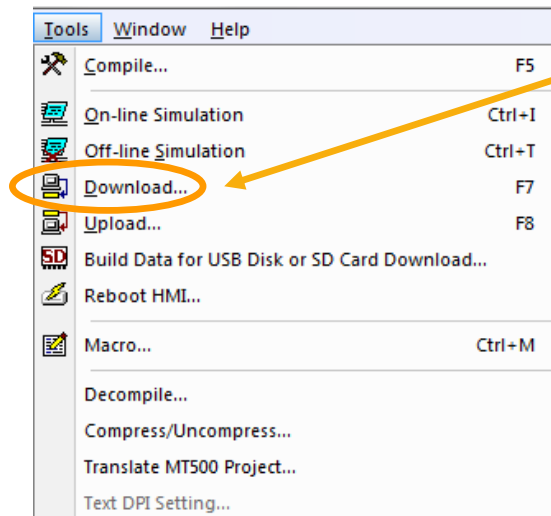 Tools Window Help
Compile... F5
On-line Simulation Ctrl+I
Off-line Simulation Ctrl+T
Download... F7
Upload... F8
SD Build Data for USB Disk or SD Card Download...
Reboot HMI...
Macro... Ctrl+M
Decompile...
Compress/Uncompress...
Translate MT500 Project...
Text DPI Setting...